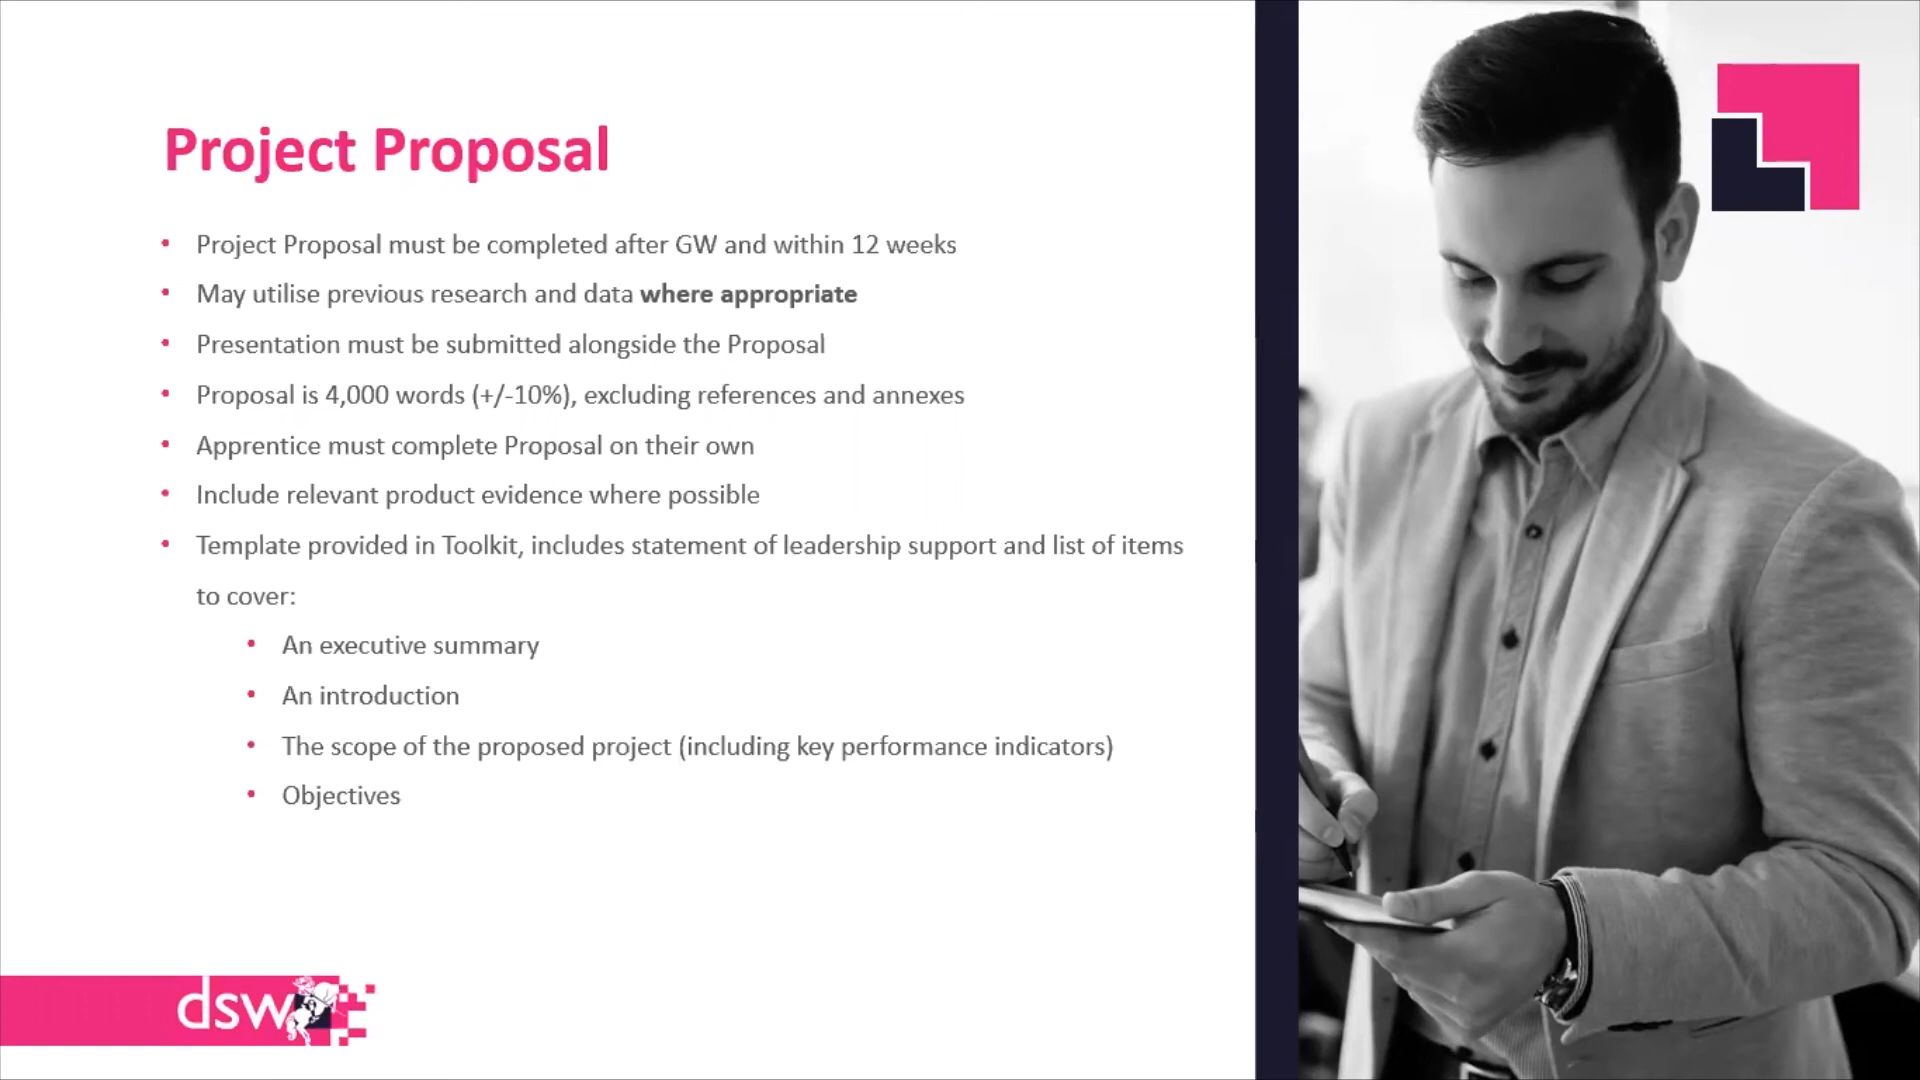 Project Proposal
• Project Proposal must be completed after GW and within 12 weeks
• May utilise previous research and data where appropriate
• Presentation must be submitted alongside the Proposal
• Proposal is 4,000 words (+/-10%), excluding references and annexes
• Apprentice must complete Proposal on their own
• Include relevant product evidence where possible
• Template provided in Toolkit, includes statement of leadership support and list of items
to cover:
• An executive summary
• An introduction
• The scope of the proposed project (including key performance indicators)
• Objectives
dsw